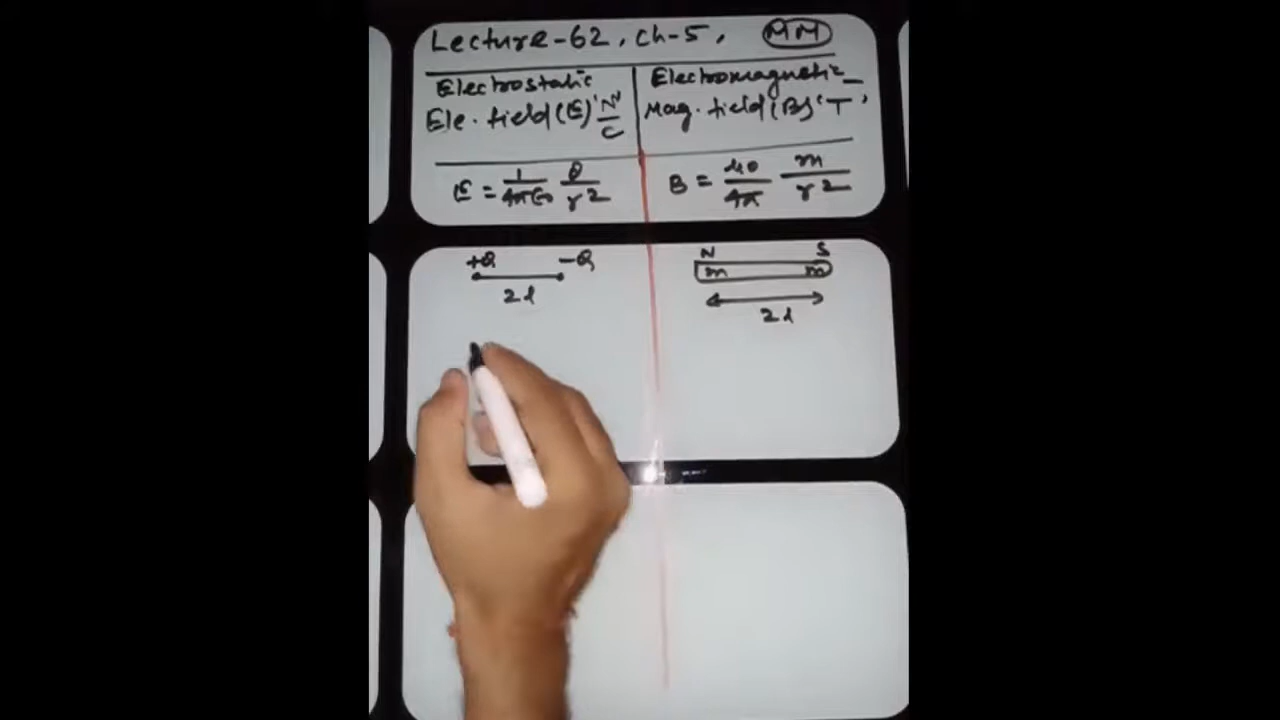 Lecture-62, Ch-5, MM
Electrostatic
Ele. field (E) 'N/C'
Electromagnetic
Mag. field (B) 'T'
E = 1/4πε0 Q/r2
B = μ0/4π m/r2
+Q -Q
2l
N S
m m
2l